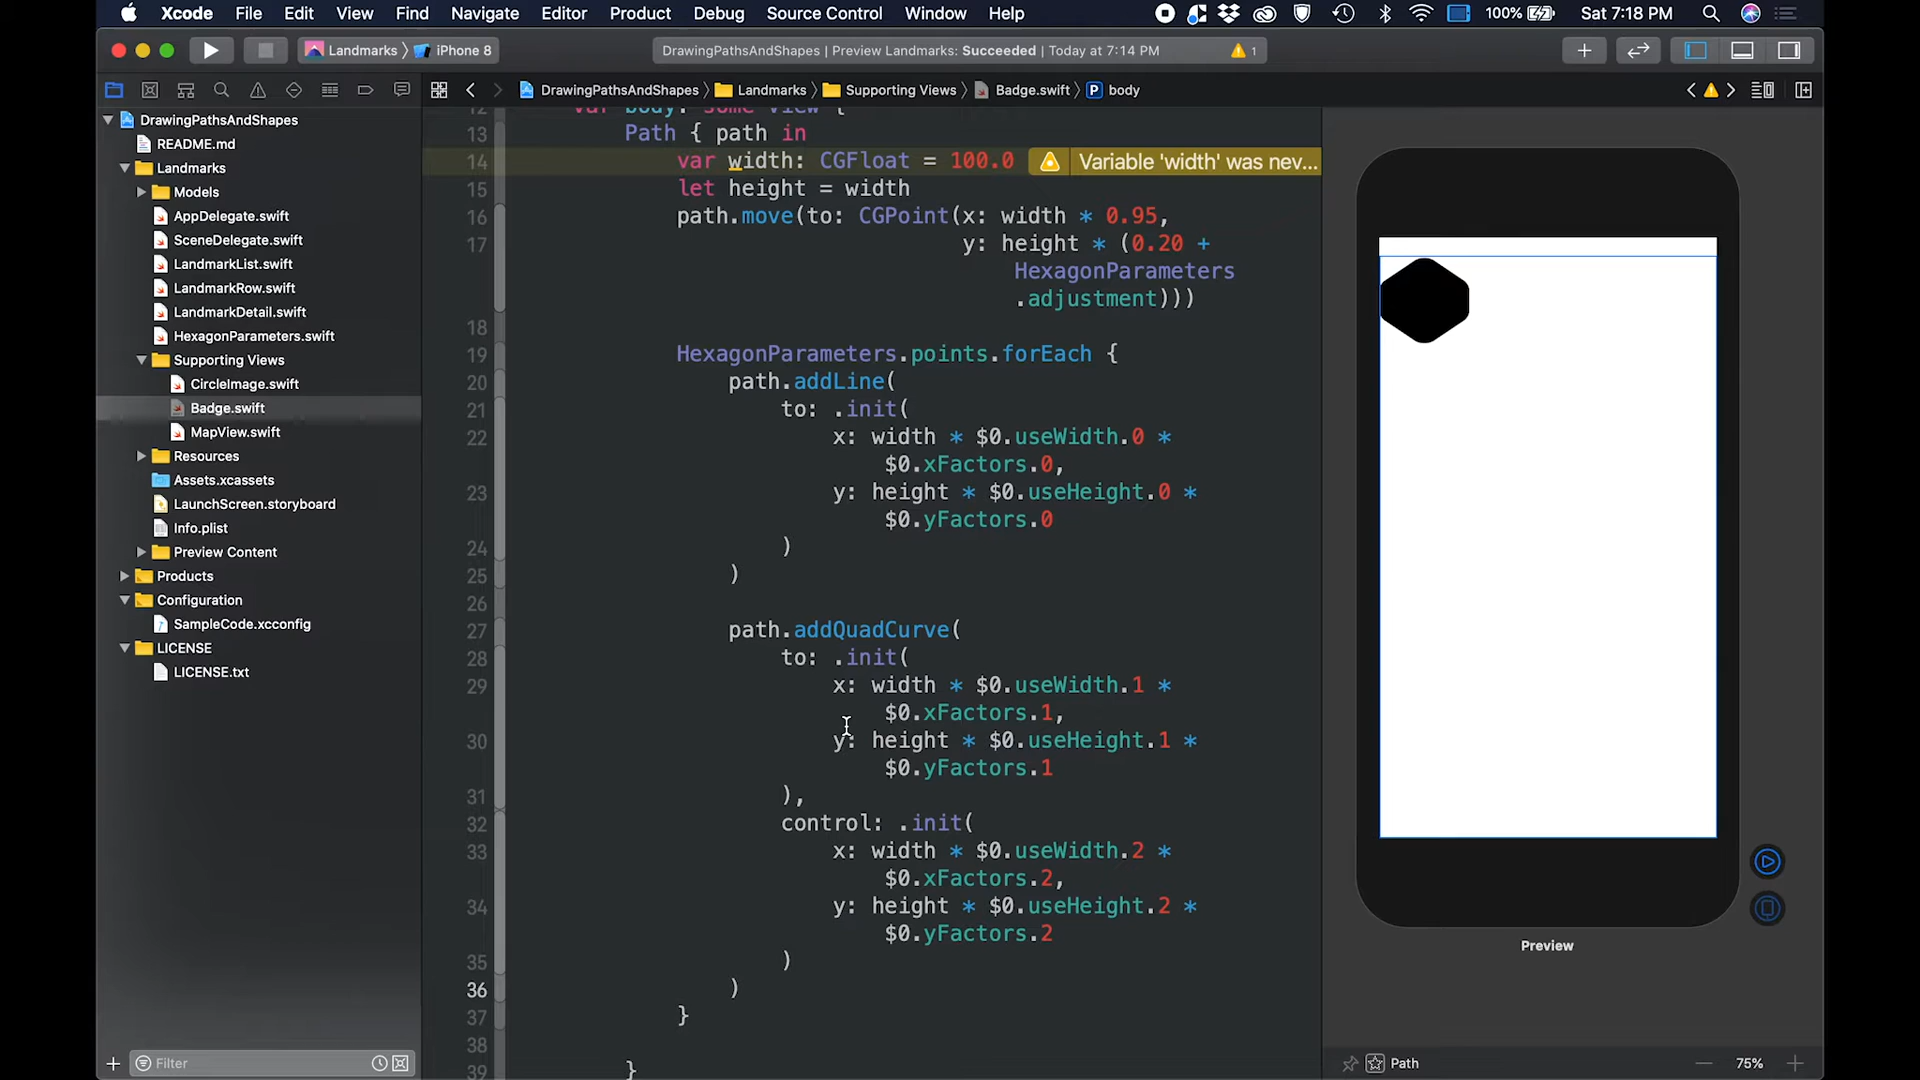 Xcode File Edit View Find Navigate Editor Product Debug Source Control Window Help 100% Sat 7:18 PM
Landmarks iPhone 8 DrawingPathsAndShapes | Preview Landmarks: Succeeded | Today at 7:14 PM 1
DrawingPathsAndShapes Landmarks Supporting Views Badge.swift P body
DrawingPathsAndShapes
README.md
Landmarks
Models
AppDelegate.swift
SceneDelegate.swift
LandmarkList.swift
LandmarkRow.swift
LandmarkDetail.swift
HexagonParameters.swift
Supporting Views
CircleImage.swift
Badge.swift
MapView.swift
Resources
Assets.xcassets
LaunchScreen.storyboard
Info.plist
Preview Content
Products
Configuration
SampleCode.xcconfig
LICENSE
LICENSE.txt
Filter
12 var body: some View {
13 Path { path in
14 var width: CGFloat = 100.0 Variable 'width' was nev...
15 let height = width
16 path.move(to: CGPoint(x: width * 0.95,
17 y: height * (0.20 +
HexagonParameters
.adjustment)))
18
19 HexagonParameters.points.forEach {
20 path.addLine(
21 to: .init(
22 x: width * $0.useWidth.0 *
$0.xFactors.0,
23 y: height * $0.useHeight.0 *
$0.yFactors.0
24 )
25 )
26
27 path.addQuadCurve(
28 to: .init(
29 x: width * $0.useWidth.1 *
$0.xFactors.1,
30 y: height * $0.useHeight.1 *
$0.yFactors.1
31 ),
32 control: .init(
33 x: width * $0.useWidth.2 *
$0.xFactors.2,
34 y: height * $0.useHeight.2 *
$0.yFactors.2
35 )
36 )
37 }
38
39 }
Preview
Path 75%